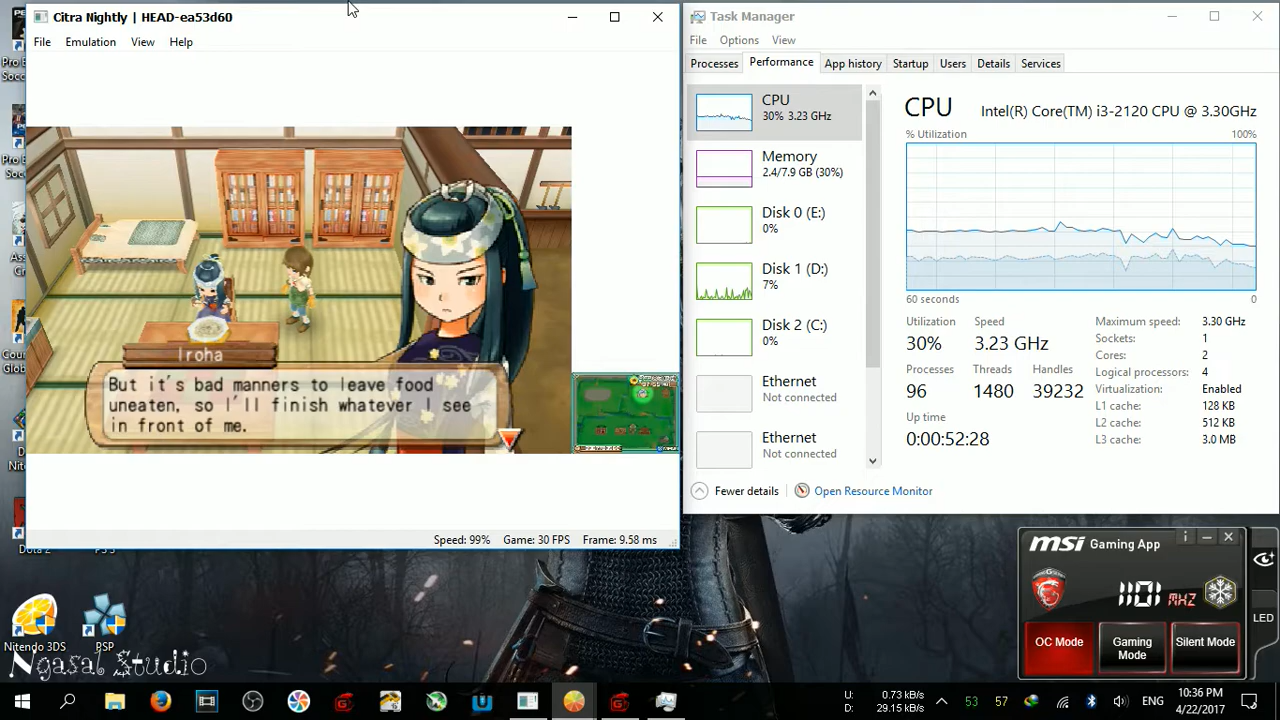 Citra Nightly | HEAD-ea53d60
File Emulation View Help
Iroha
But it's bad manners to leave food
uneaten, so I'll finish whatever I see
in front of me.
Speed: 99% Game: 30 FPS Frame: 9.58 ms
Task Manager
File Options View
Processes Performance App history Startup Users Details Services
CPU
30% 3.23 GHz
Memory
2.4/7.9 GB (30%)
Disk 0 (E:)
0%
Disk 1 (D:)
7%
Disk 2 (C:)
0%
Ethernet
Not connected
Ethernet
Not connected
CPU Intel(R) Core(TM) i3-2120 CPU @ 3.30GHz
% Utilization 100%
60 seconds 0
Utilization Speed
30% 3.23 GHz
Processes Threads Handles
96 1480 39232
Up time
0:00:52:28
Maximum speed: 3.30 GHz
Sockets: 1
Cores: 2
Logical processors: 4
Virtualization: Enabled
L1 cache: 128 KB
L2 cache: 512 KB
L3 cache: 3.0 MB
Fewer details Open Resource Monitor
msi Gaming App
1101 MHZ
OC Mode
Gaming
Mode
Silent Mode
LED
Pro E
Socc
Pro E
Socc
Nitendo 3DS PSP
Ngasal Studio
U: 0.73 kB/s
D: 29.15 kB/s
53 57
ENG
10:36 PM
4/22/2017